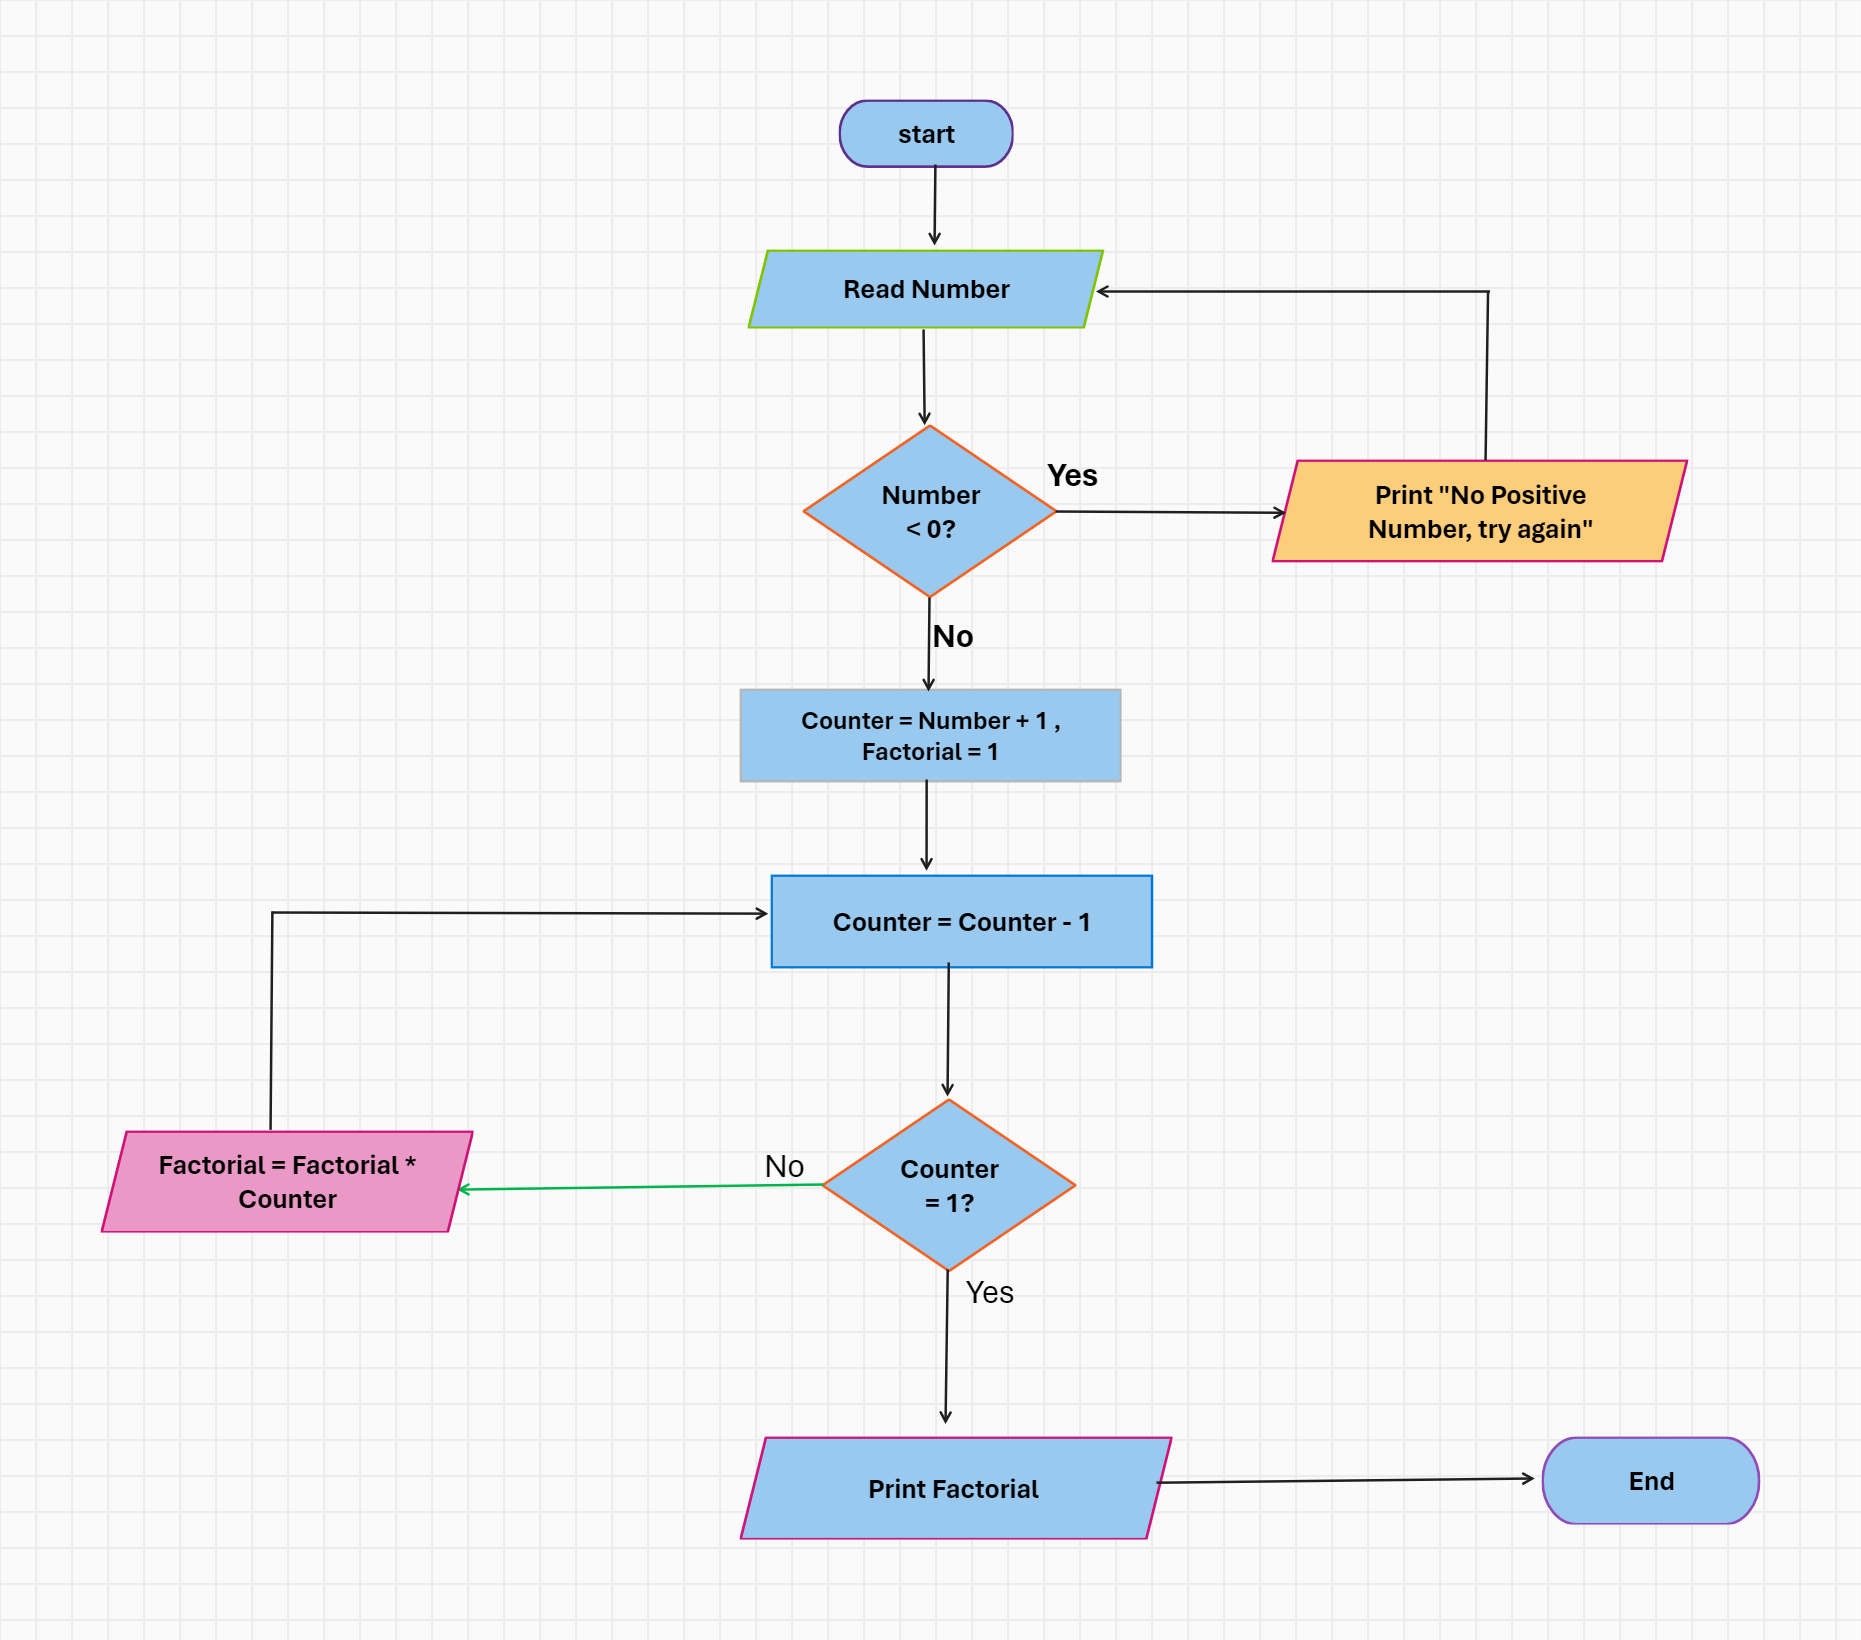 start
Read Number
Number
< 0?
Yes
Print "No Positive
Number, try again"
No
Counter = Number + 1 ,
Factorial = 1
Counter = Counter - 1
Counter
= 1?
No
Factorial = Factorial *
Counter
Yes
Print Factorial
End